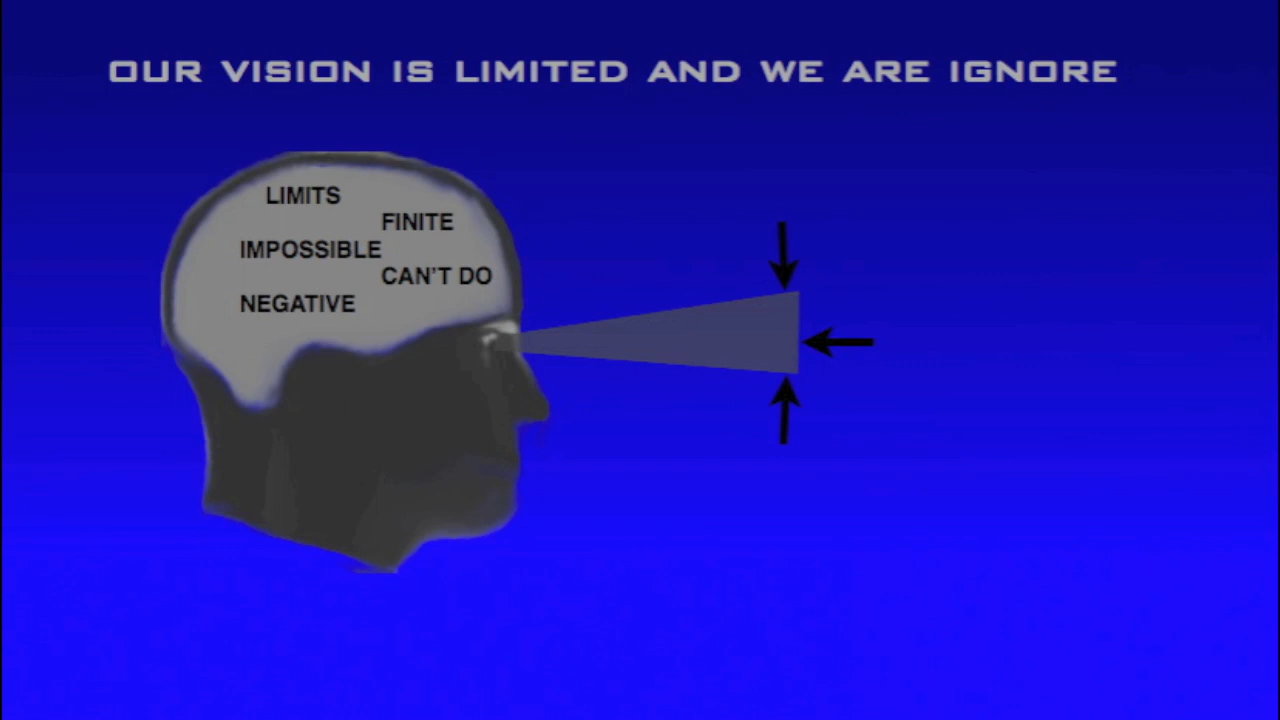 OUR VISION IS LIMITED AND WE ARE IGNORE
LIMITS
FINITE
IMPOSSIBLE
CAN'T DO
NEGATIVE